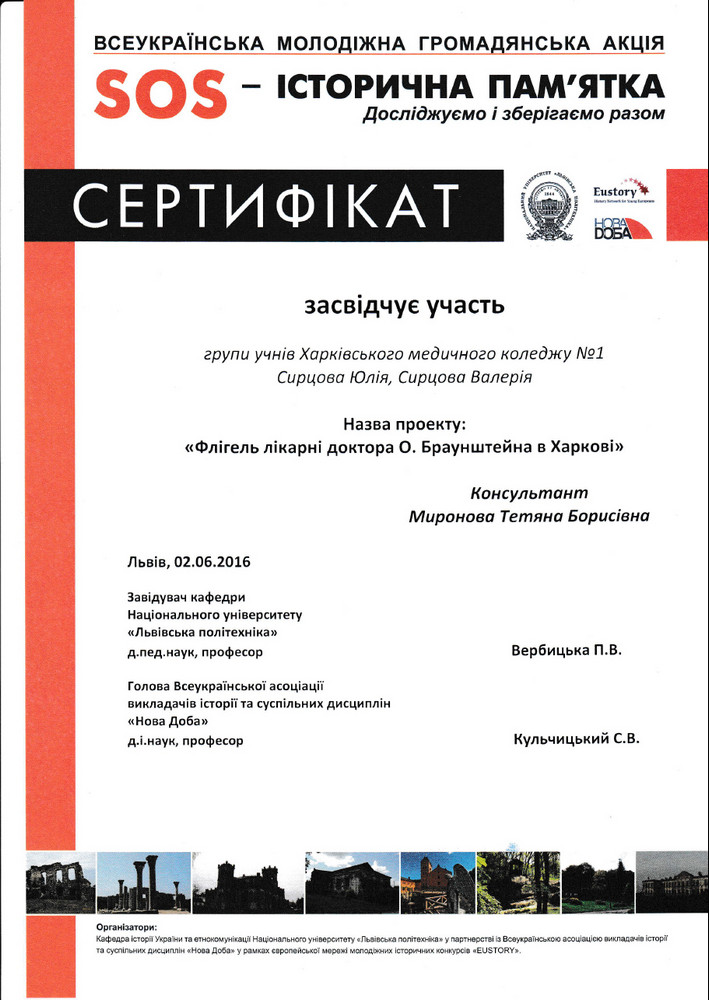 ВСЕУКРАЇНСЬКА МОЛОДІЖНА ГРОМАДЯНСЬКА АКЦІЯ
SOS – ІСТОРИЧНА ПАМ’ЯТКА
Досліджуємо і зберігаємо разом
СЕРТИФІКАТ
1844
Eustory
History Network for Young Europeans
НОВА
DОБА
засвідчує участь
групи учнів Харківського медичного коледжу №1
Сирцова Юлія, Сирцова Валерія
Назва проекту:
«Флігель лікарні доктора О. Браунштейна в Харкові»
Консультант
Миронова Тетяна Борисівна
Львів, 02.06.2016
Завідувач кафедри
Національного університету
«Львівська політехніка»
д.пед.наук, професор
Вербицька П.В.
Голова Всеукраїнської асоціації
викладачів історії та суспільних дисциплін
«Нова Доба»
д.і.наук, професор
Кульчицький С.В.
Організатори:
Кафедра історії України та етнокомунікації Національного університету «Львівська політехніка» у партнерстві із Всеукраїнською асоціацією викладачів історії
та суспільних дисциплін «Нова Доба» у рамках європейської мережі молодіжних історичних конкурсів «EUSTORY».